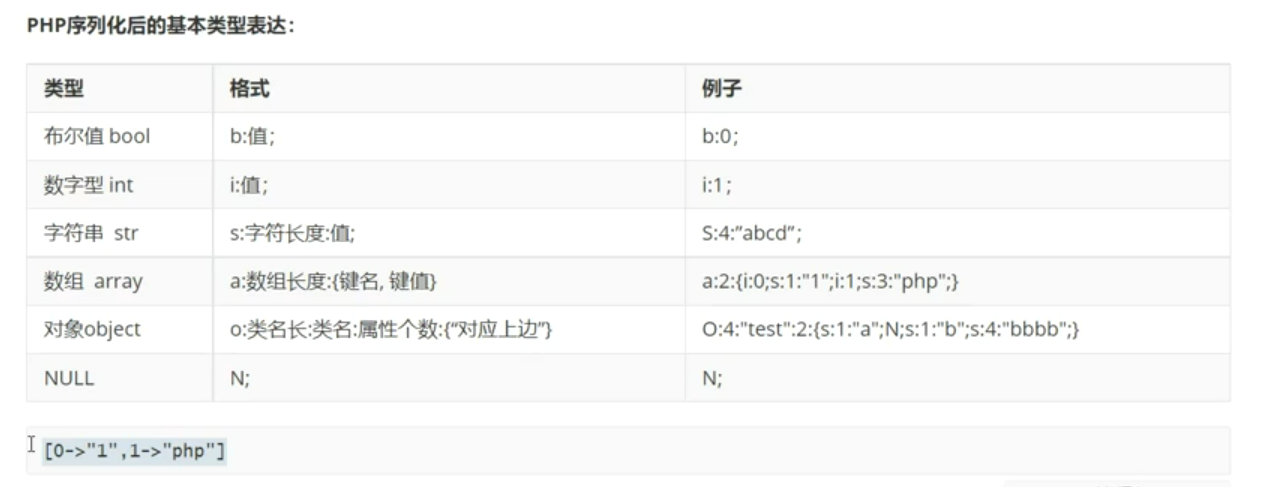 PHP序列化后的基本类型表达：
类型 格式 例子
布尔值 bool b:值; b:0;
数字型 int i:值; i:1;
字符串 str s:字符长度:值; S:4:”abcd”;
数组 array a:数组长度:{键名, 键值} a:2:{i:0;s:1:"1";i:1;s:3:"php";}
对象object o:类名长:类名:属性个数:{“对应上边”} O:4:"test":2:{s:1:"a";N;s:1:"b";s:4:"bbbb";}
NULL N; N;
[0->"1",1->"php"]